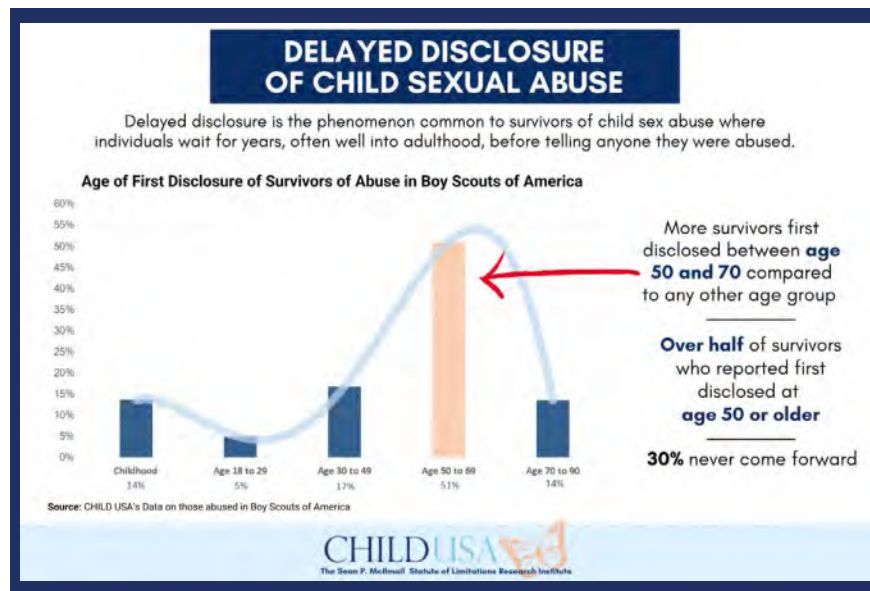 DELAYED DISCLOSURE
OF CHILD SEXUAL ABUSE
Delayed disclosure is the phenomenon common to survivors of child sex abuse where
individuals wait for years, often well into adulthood, before telling anyone they were abused.
Age of First Disclosure of Survivors of Abuse in Boy Scouts of America
60%
55%
50%
45%
40%
35%
30%
25%
20%
15%
10%
5%
0%
Childhood
14%
Age 18 to 29
5%
Age 30 to 49
17%
Age 50 to 69
51%
Age 70 to 90
14%
More survivors first
disclosed between age
50 and 70 compared
to any other age group
Over half of survivors
who reported first
disclosed at
age 50 or older
30% never come forward
Source: CHILD USA's Data on those abused in Boy Scouts of America
CHILD USA
The Sean P. McIlmail Statute of Limitations Research Institute